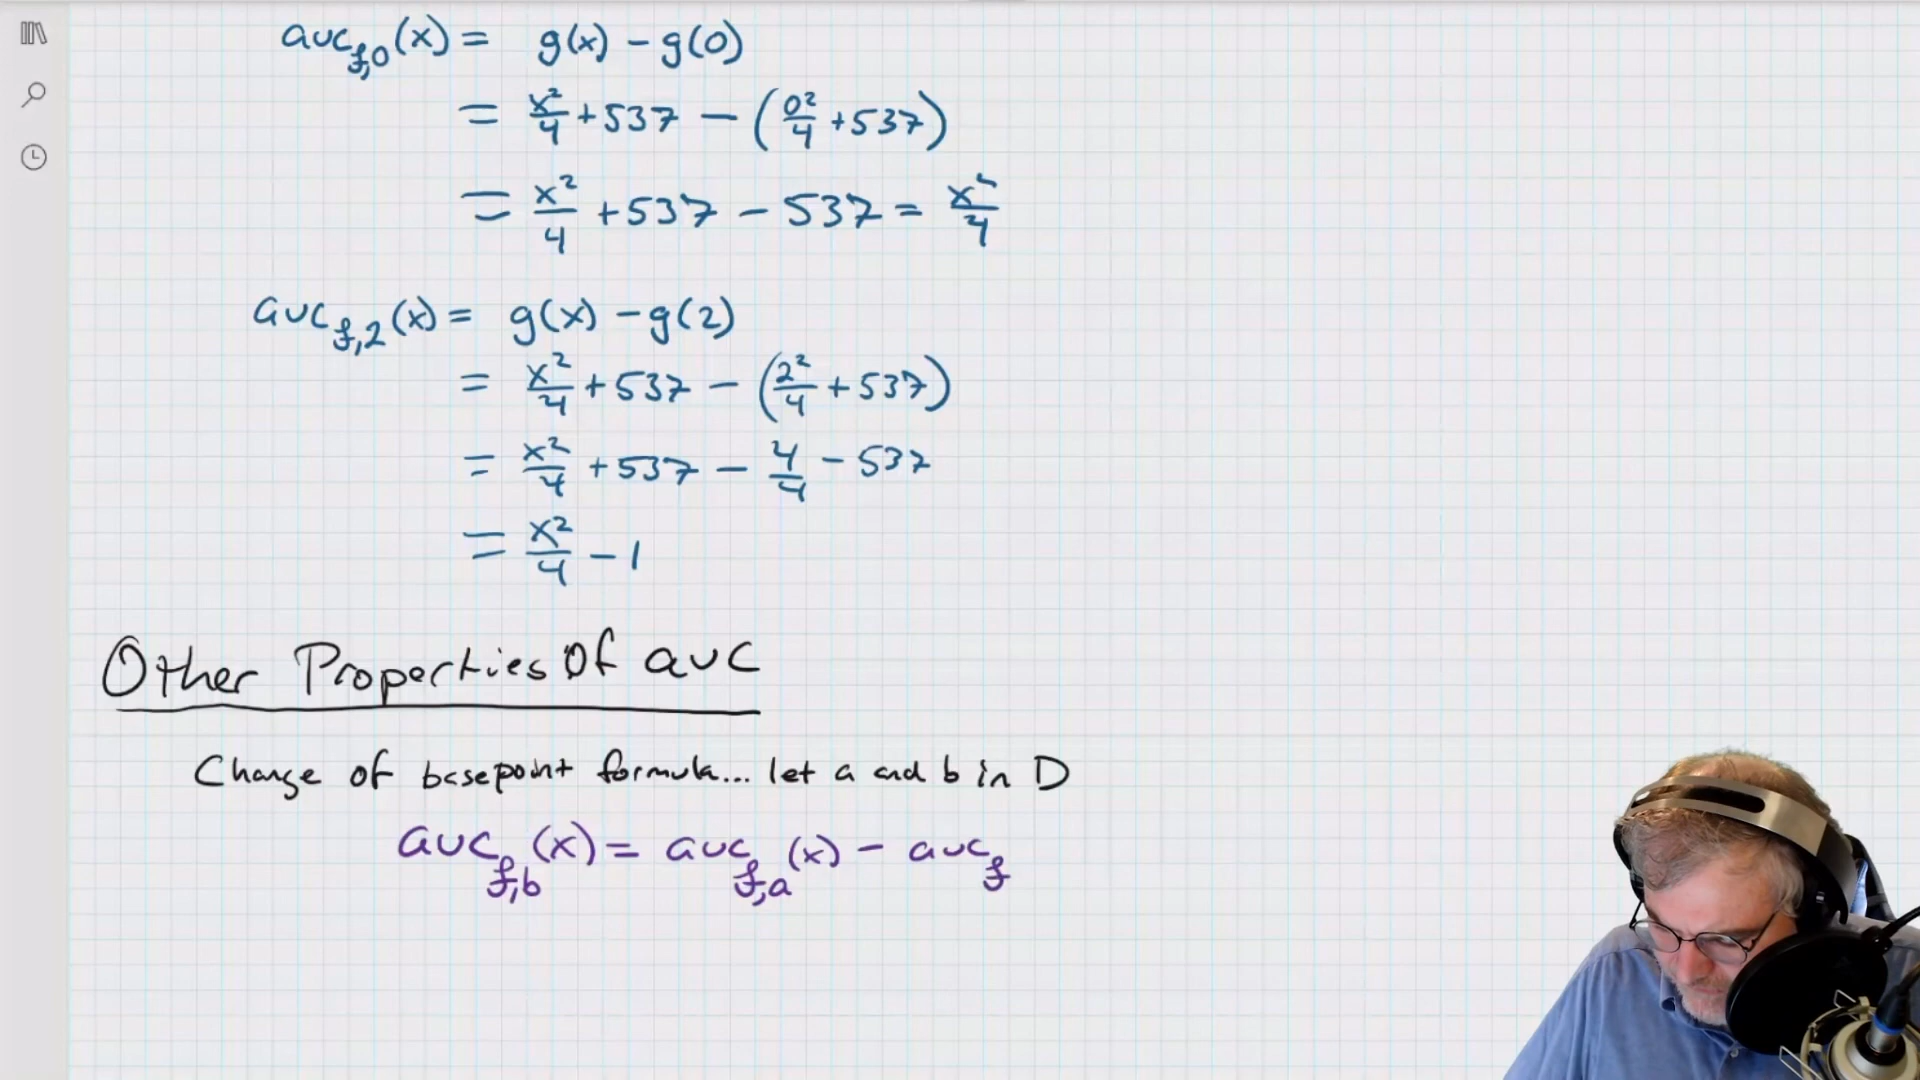 auc_{f,0}(x) = g(x) - g(0)
= x²/4 + 537 - (0²/4 + 537)
= x²/4 + 537 - 537 = x²/4
auc_{f,2}(x) = g(x) - g(2)
= x²/4 + 537 - (2²/4 + 537)
= x²/4 + 537 - 4/4 - 537
= x²/4 - 1
Other Properties Of auc
Change of basepoint formula... let a and b in D
auc_{f,b}(x) = auc_{f,a}(x) - auc_f